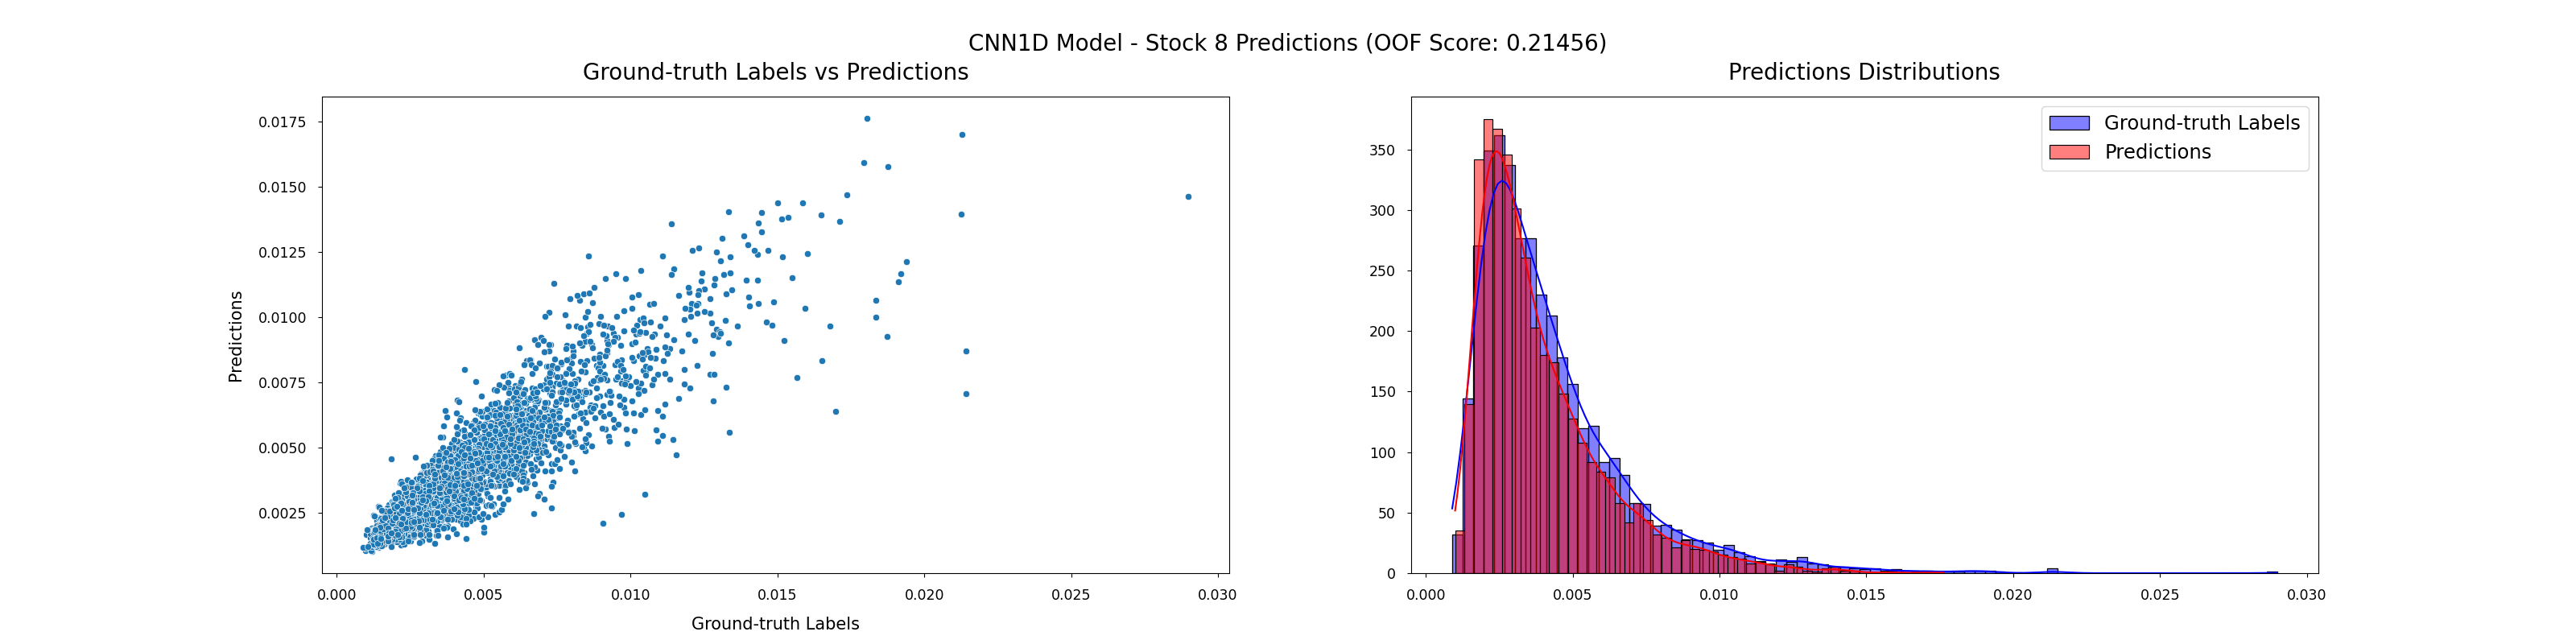 CNN1D Model - Stock 8 Predictions (OOF Score: 0.21456)
Ground-truth Labels vs Predictions
0.0175
0.0150
0.0125
0.0100
0.0075
0.0050
0.0025
Predictions
0.000 0.005 0.010 0.015 0.020 0.025 0.030
Ground-truth Labels
Predictions Distributions
Ground-truth Labels
Predictions
350
300
250
200
150
100
50
0
0.000 0.005 0.010 0.015 0.020 0.025 0.030